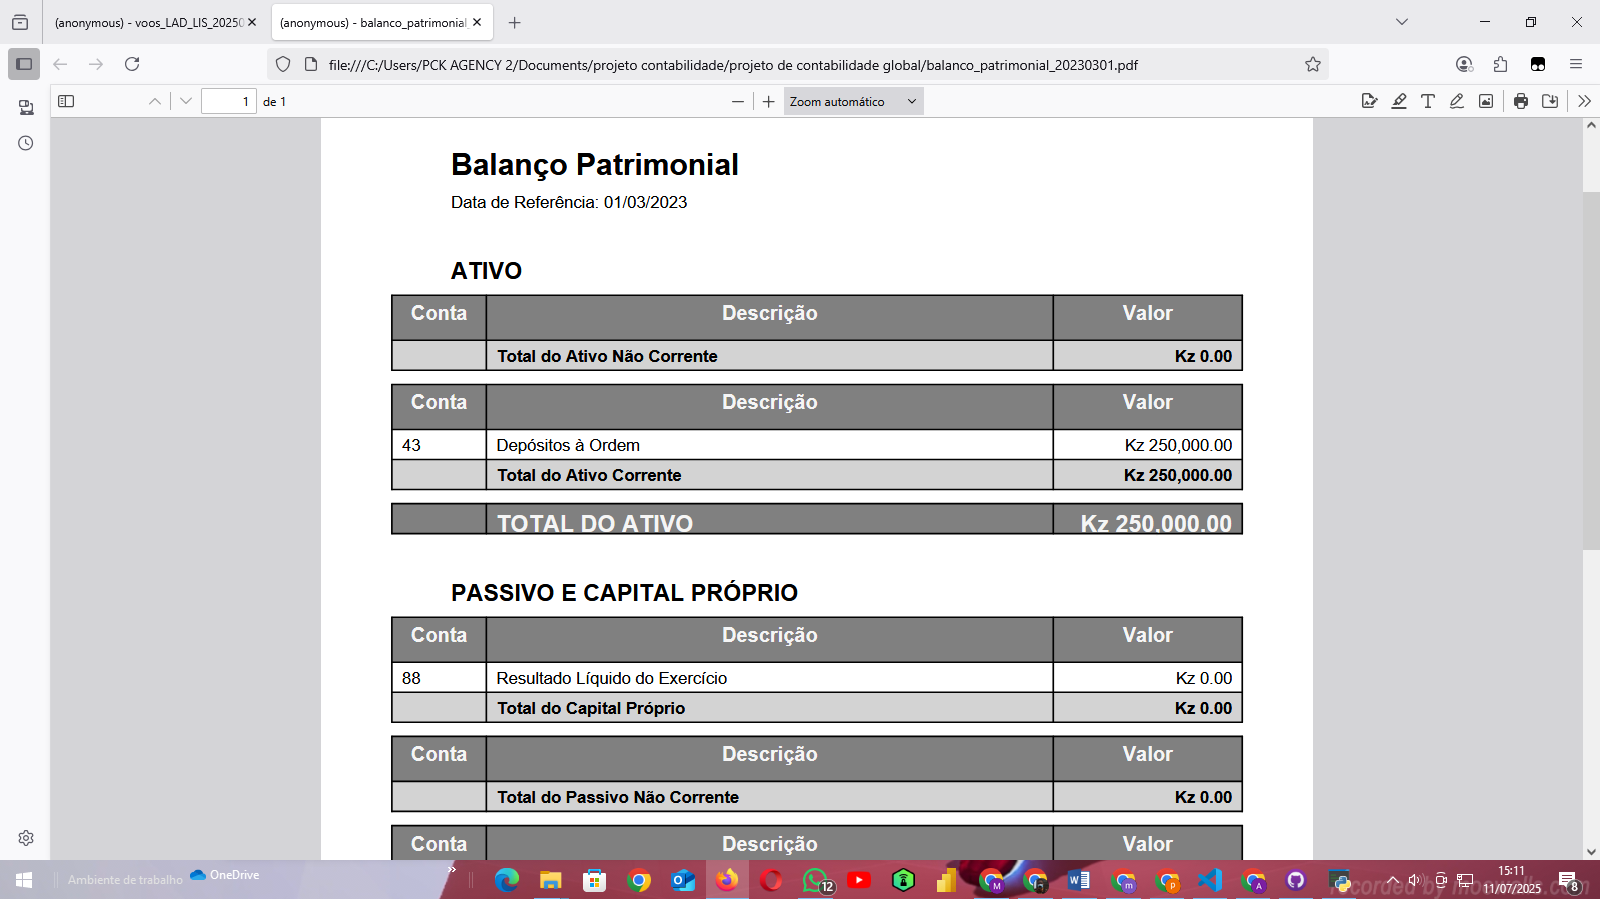 (anonymous) - voos_LAD_LIS_2025
(anonymous) - balanco_patrimonial
file:///C:/Users/PCK AGENCY 2/Documents/projeto contabilidade/projeto de contabilidade global/balanco_patrimonial_20230301.pdf
1 de 1
Zoom automático
Balanço Patrimonial
Data de Referência: 01/03/2023
ATIVO
Conta Descrição Valor
Total do Ativo Não Corrente Kz 0.00
Conta Descrição Valor
43 Depósitos à Ordem Kz 250,000.00
Total do Ativo Corrente Kz 250,000.00
TOTAL DO ATIVO Kz 250,000.00
PASSIVO E CAPITAL PRÓPRIO
Conta Descrição Valor
88 Resultado Líquido do Exercício Kz 0.00
Total do Capital Próprio Kz 0.00
Conta Descrição Valor
Total do Passivo Não Corrente Kz 0.00
Conta Descrição Valor
Ambiente de trabalho
OneDrive
12
15:11
11/07/2025
8